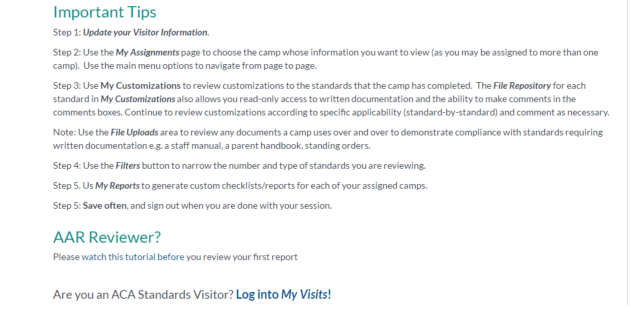 Important Tips
Step 1: Update your Visitor Information.
Step 2: Use the My Assignments page to choose the camp whose information you want to view (as you may be assigned to more than one
camp). Use the main menu options to navigate from page to page.
Step 3: Use My Customizations to review customizations to the standards that the camp has completed. The File Repository for each
standard in My Customizations also allows you read-only access to written documentation and the ability to make comments in the
comments boxes. Continue to review customizations according to specific applicability (standard-by-standard) and comment as necessary.
Note: Use the File Uploads area to review any documents a camp uses over and over to demonstrate compliance with standards requiring
written documentation e.g. a staff manual, a parent handbook, standing orders.
Step 4: Use the Filters button to narrow the number and type of standards you are reviewing.
Step 5. Us My Reports to generate custom checklists/reports for each of your assigned camps.
Step 5: Save often, and sign out when you are done with your session.
AAR Reviewer?
Please watch this tutorial before you review your first report
Are you an ACA Standards Visitor? Log into My Visits!